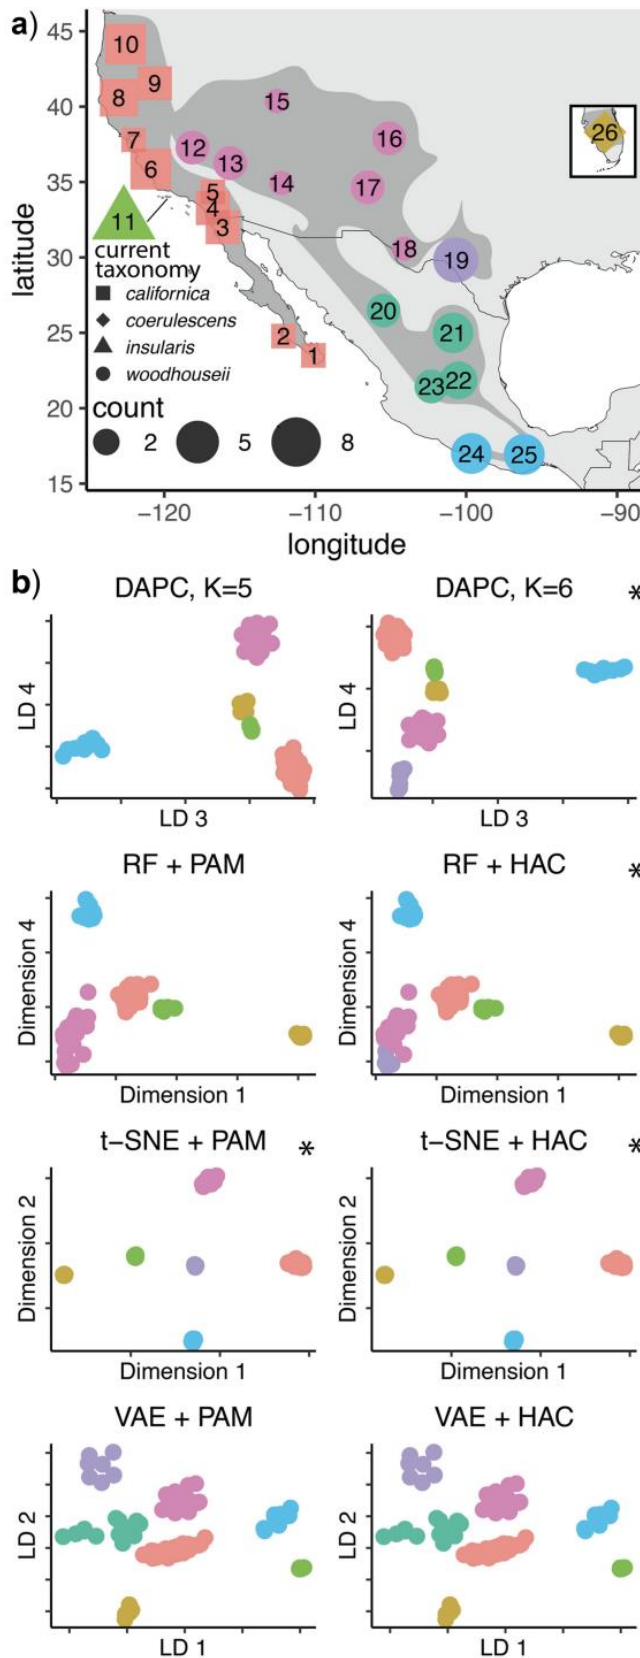 a)
45
40
35
30
25
20
15
latitude
10
9
8
7
6
5
4
3
2
1
11
12
13
14
15
16
17
18
19
20
21
22
23
24
25
26
current
taxonomy
californica
coerulescens
insularis
woodhouseii
count
2 5 8
−120 −110 −100 −90
longitude
b)
DAPC, K=5 DAPC, K=6 *
LD 4 LD 4
LD 3 LD 3
RF + PAM RF + HAC *
Dimension 4 Dimension 4
Dimension 1 Dimension 1
t−SNE + PAM * t−SNE + HAC *
Dimension 2 Dimension 2
Dimension 1 Dimension 1
VAE + PAM VAE + HAC
LD 2 LD 2
LD 1 LD 1